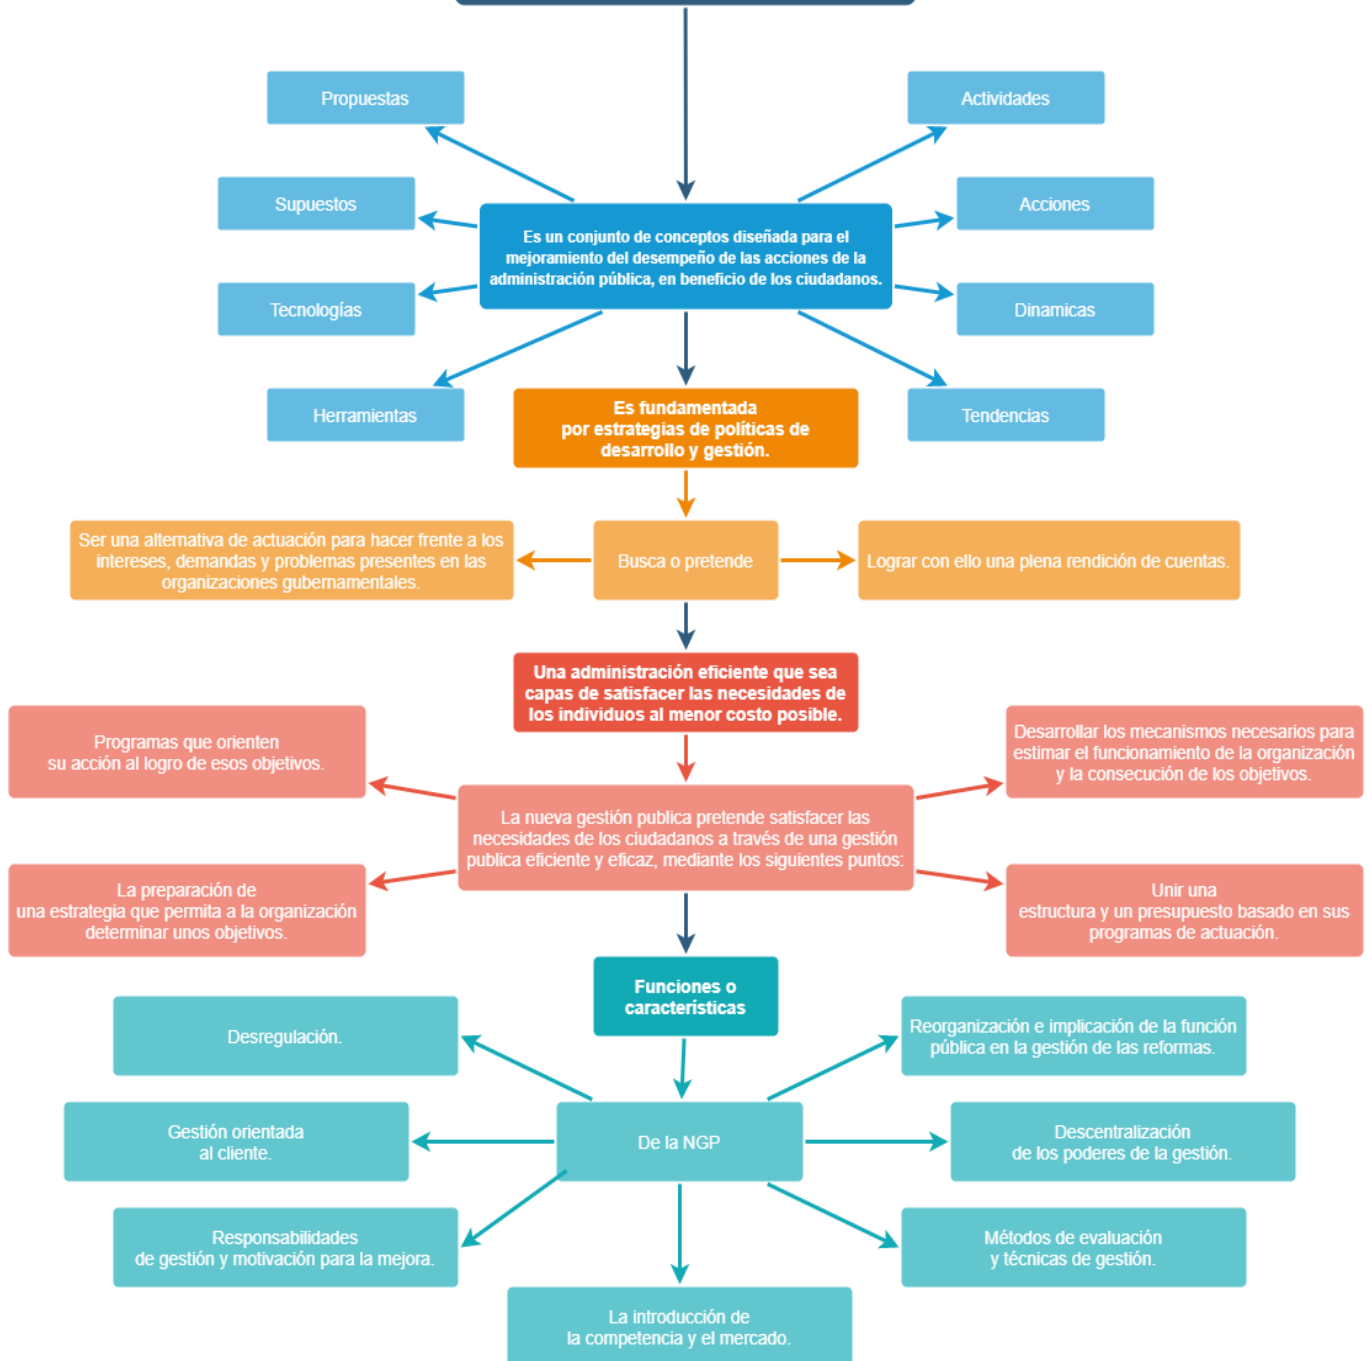 Propuestas
Actividades
Supuestos
Acciones
Es un conjunto de conceptos diseñada para el
mejoramiento del desempeño de las acciones de la
administración pública, en beneficio de los ciudadanos.
Tecnologías
Dinamicas
Herramientas
Tendencias
Es fundamentada
por estrategias de políticas de
desarrollo y gestión.
Ser una alternativa de actuación para hacer frente a los
intereses, demandas y problemas presentes en las
organizaciones gubernamentales.
Busca o pretende
Lograr con ello una plena rendición de cuentas.
Una administración eficiente que sea
capas de satisfacer las necesidades de
los individuos al menor costo posible.
Programas que orienten
su acción al logro de esos objetivos.
Desarrollar los mecanismos necesarios para
estimar el funcionamiento de la organización
y la consecución de los objetivos.
La nueva gestión publica pretende satisfacer las
necesidades de los ciudadanos a través de una gestión
publica eficiente y eficaz, mediante los siguientes puntos:
La preparación de
una estrategia que permita a la organización
determinar unos objetivos.
Unir una
estructura y un presupuesto basado en sus
programas de actuación.
Funciones o
características
Desregulación.
Reorganización e implicación de la función
pública en la gestión de las reformas.
Gestión orientada
al cliente.
De la NGP
Descentralización
de los poderes de la gestión.
Responsabilidades
de gestión y motivación para la mejora.
Métodos de evaluación
y técnicas de gestión.
La introducción de
la competencia y el mercado.